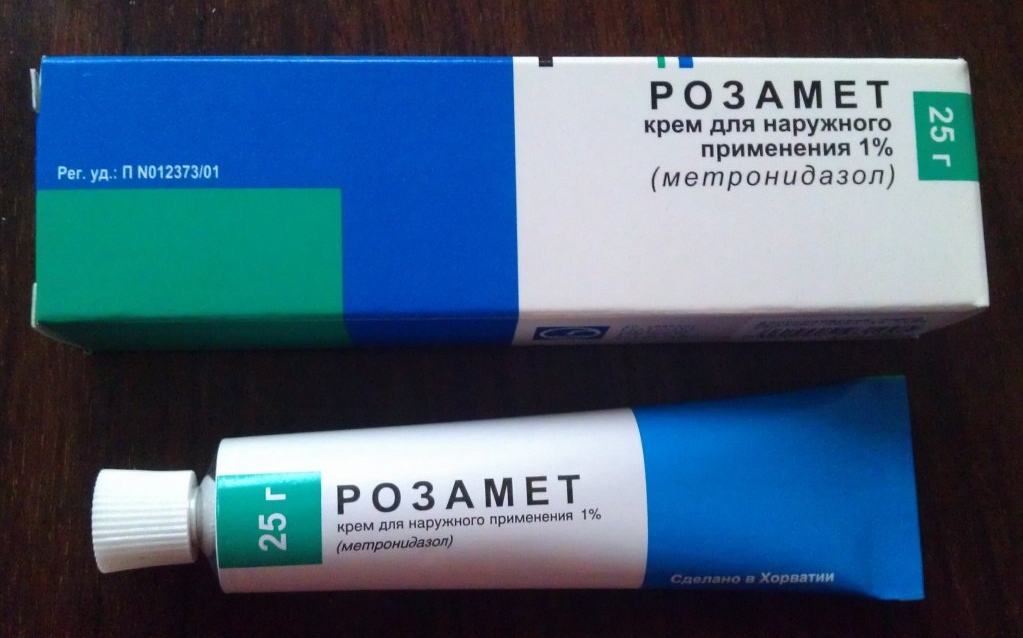 РОЗАМЕТ
крем для наружного
применения 1%
(метронидазол)
25 г
Рег. уд.: П N012373/01
25 г
РОЗАМЕТ
крем для наружного применения 1%
(метронидазол)
Сделано в Хорватии